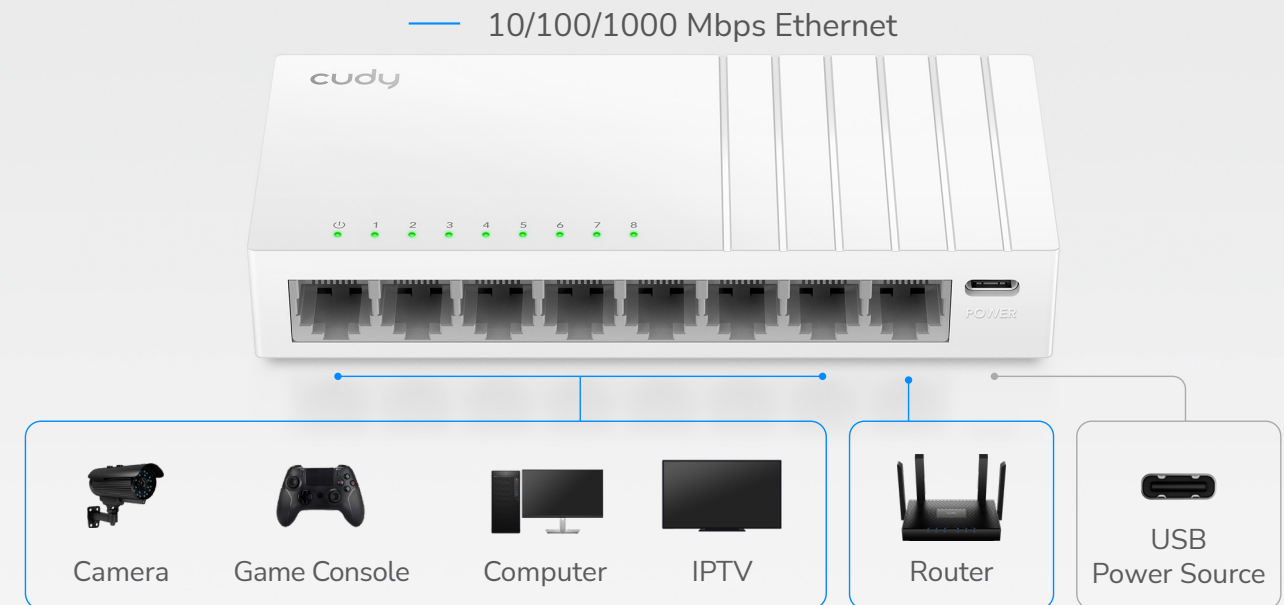 10/100/1000 Mbps Ethernet
cudy
1 2 3 4 5 6 7 8
POWER
Camera
Game Console
Computer
IPTV
Router
USB
Power Source